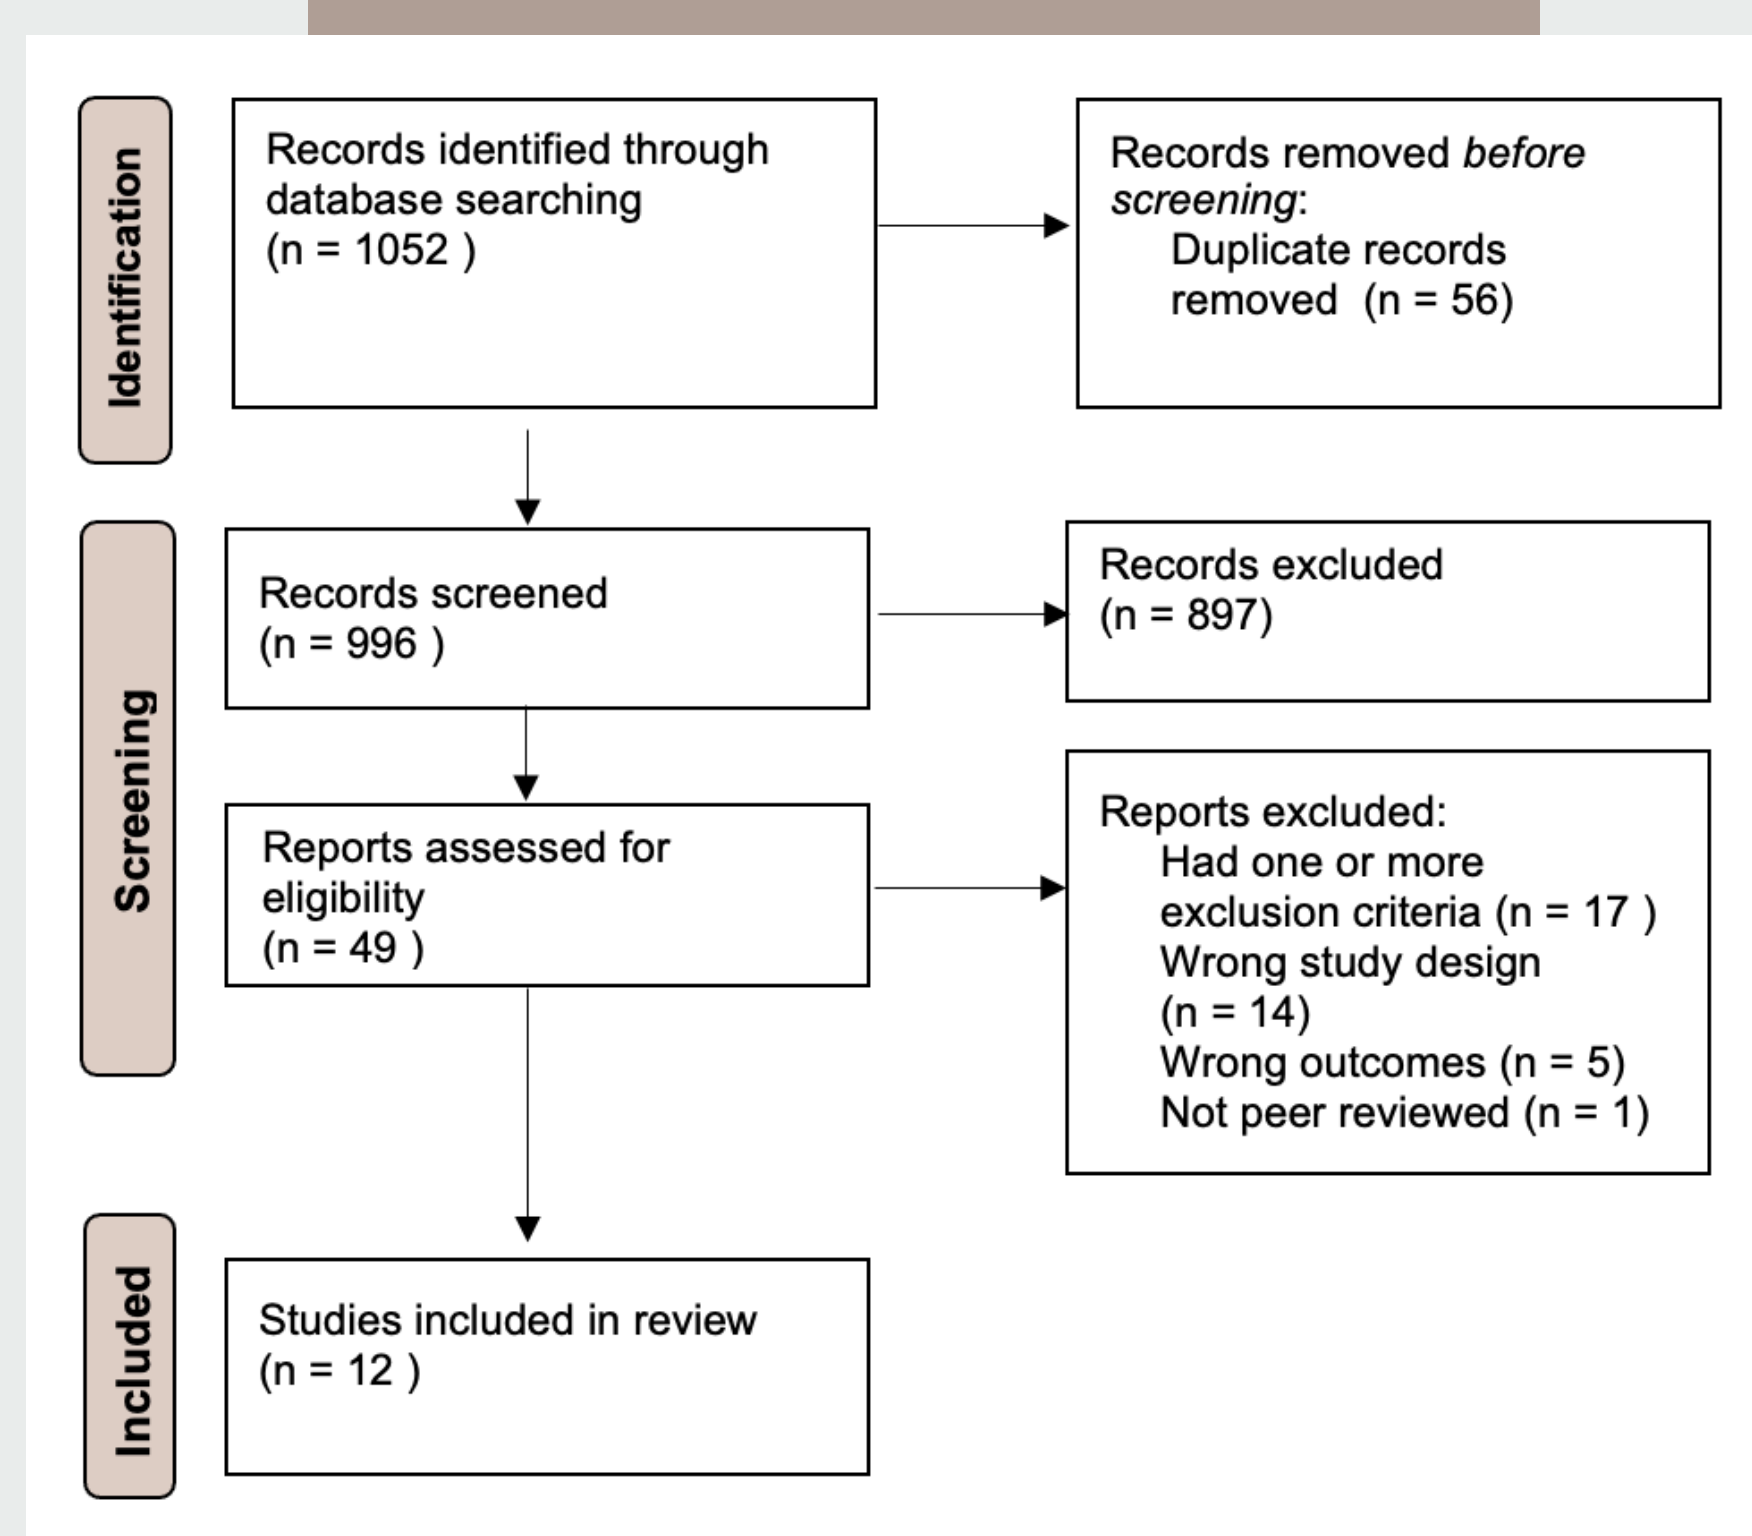 Identification
Records identified through
database searching
(n = 1052 )
Records removed before
screening:
Duplicate records
removed  (n = 56)
Screening
Records screened
(n = 996 )
Records excluded
(n = 897)
Reports assessed for
eligibility
(n = 49 )
Reports excluded:
Had one or more
exclusion criteria (n = 17 )
Wrong study design
(n = 14)
Wrong outcomes (n = 5)
Not peer reviewed (n = 1)
Included
Studies included in review
(n = 12 )